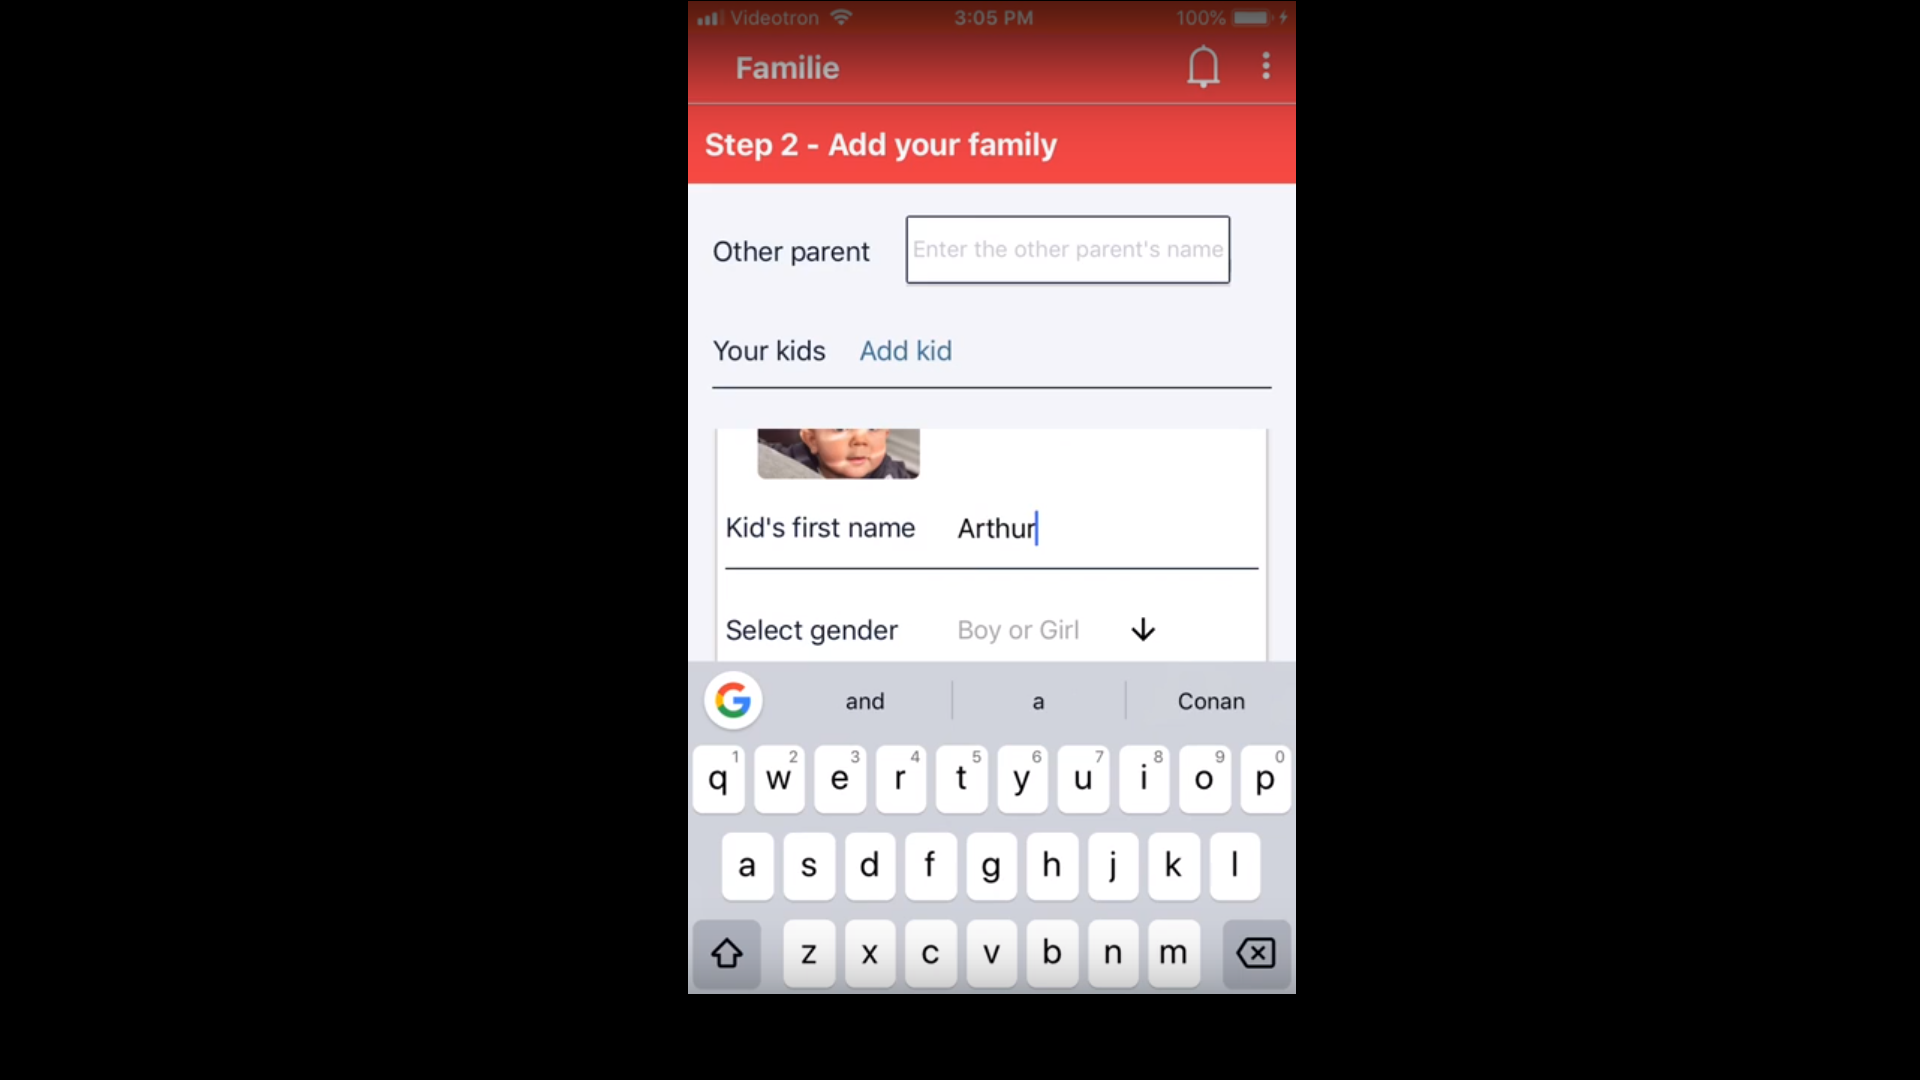 Videotron 3:05 PM 100%
Familie
Step 2 - Add your family
Other parent Enter the other parent's name
Your kids Add kid
Kid's first name Arthur
Select gender Boy or Girl
and a Conan
1 2 3 4 5 6 7 8 9 0
q w e r t y u i o p
a s d f g h j k l
z x c v b n m